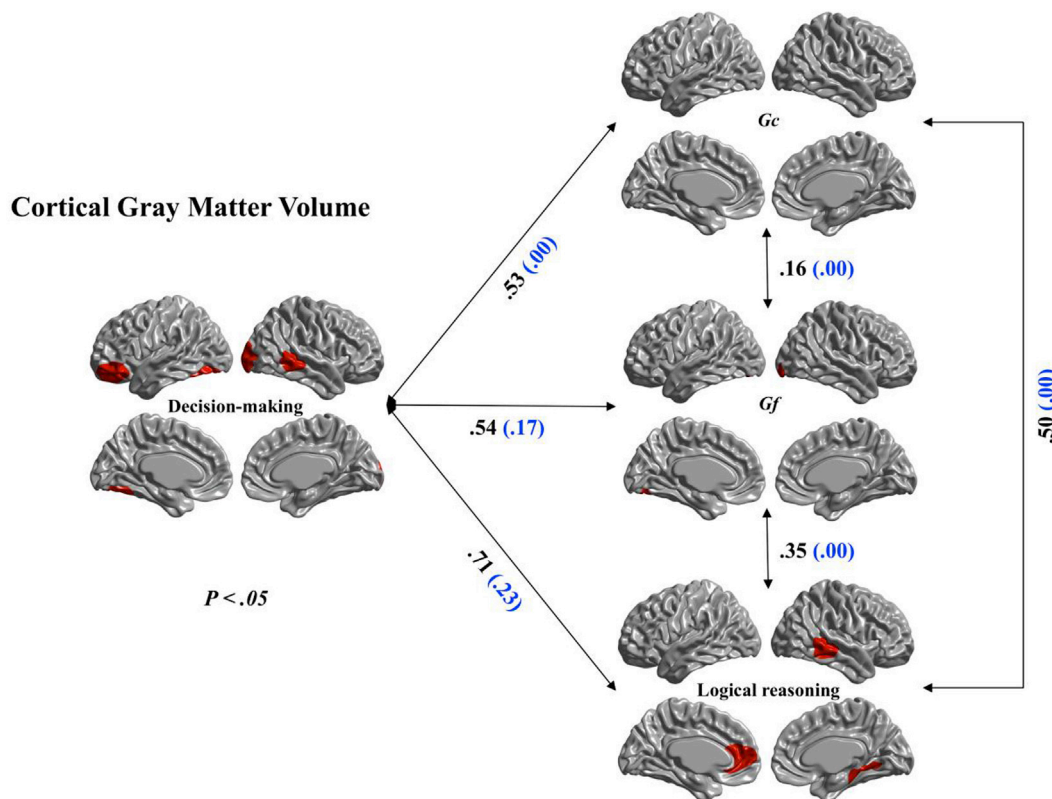 Gc
Cortical Gray Matter Volume
.53 (.00)
.16 (.00)
.50 (.00)
Decision-making
Gf
.54 (.17)
.71 (.23)
.35 (.00)
P < .05
Logical reasoning